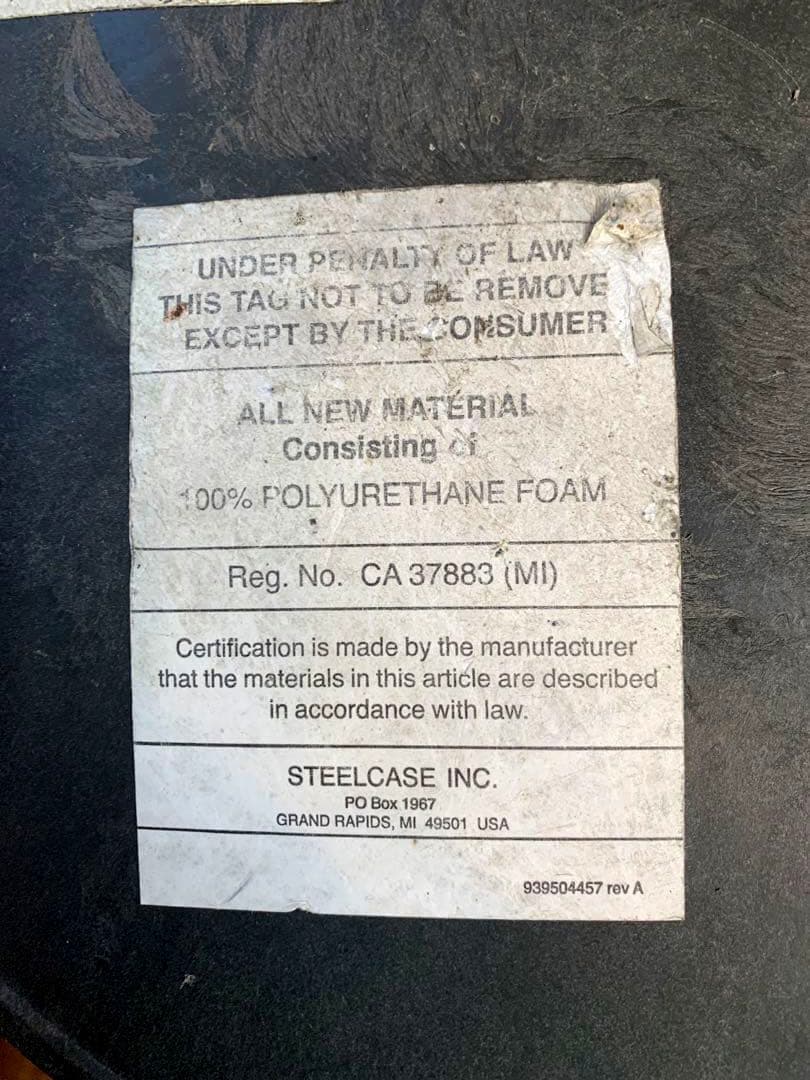 UNDER PENALTY OF LAW
THIS TAG NOT TO BE REMOVE
EXCEPT BY THE CONSUMER
ALL NEW MATERIAL
Consisting of
100% POLYURETHANE FOAM
Reg. No. CA 37883 (MI)
Certification is made by the manufacturer
that the materials in this article are described
in accordance with law.
STEELCASE INC.
PO Box 1967
GRAND RAPIDS, MI 49501 USA
939504457 rev A